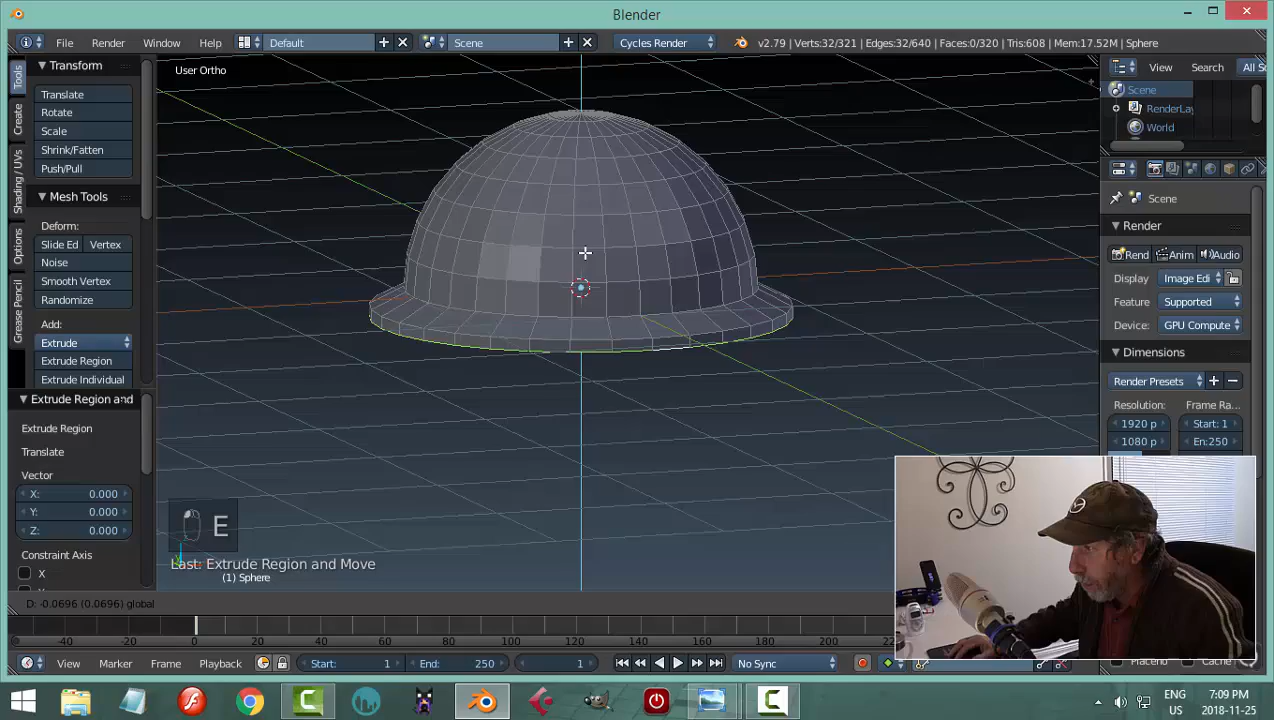 Blender
File Render Window Help Default Scene Cycles Render v2.79 | Verts:32/321 | Edges:32/640 | Faces:0/320 | Tris:608 | Mem:17.52M | Sphere
Tools
Create
Shading / UVs
Options
Grease Pencil
Transform
Translate
Rotate
Scale
Shrink/Fatten
Push/Pull
Mesh Tools
Deform:
Slide Ed Vertex
Noise
Smooth Vertex
Randomize
Add:
Extrude
Extrude Region
Extrude Individual
Extrude Region and
Extrude Region
Translate
Vector
X: 0.000
Y: 0.000
Z: 0.000
Constraint Axis
X
User Ortho
E
Last: Extrude Region and Move
(1) Sphere
D: -0.0696 (0.0696) global
View Search All S
Scene
RenderLay
World
Scene
Render
Rend Anim Audio
Display Image Edi
Feature Supported
Device: GPU Compute
Dimensions
Render Presets
Resolution: Frame Ra...
1920 p Start: 1
1080 p En:250
Placeho Cache
-40 -20 0 20 40 60 80 100 120 140 160 180 200
View Marker Frame Playback Start: 1 End: 250 1 No Sync
ENG 7:09 PM
US 2018-11-25